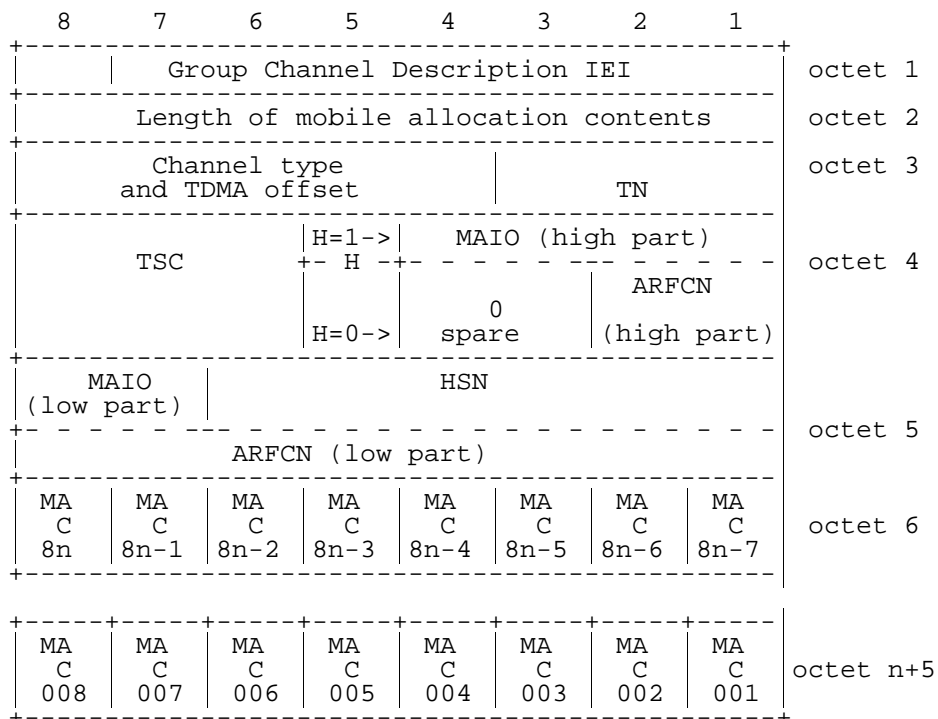 8 7 6 5 4 3 2 1
Group Channel Description IEI octet 1
Length of mobile allocation contents octet 2
Channel type octet 3
and TDMA offset TN
H=1-> MAIO (high part)
TSC H octet 4
ARFCN
0
H=0-> spare (high part)
MAIO HSN
(low part)
octet 5
ARFCN (low part)
MA MA MA MA MA MA MA MA
C C C C C C C C octet 6
8n 8n-1 8n-2 8n-3 8n-4 8n-5 8n-6 8n-7
MA MA MA MA MA MA MA MA
C C C C C C C C octet n+5
008 007 006 005 004 003 002 001